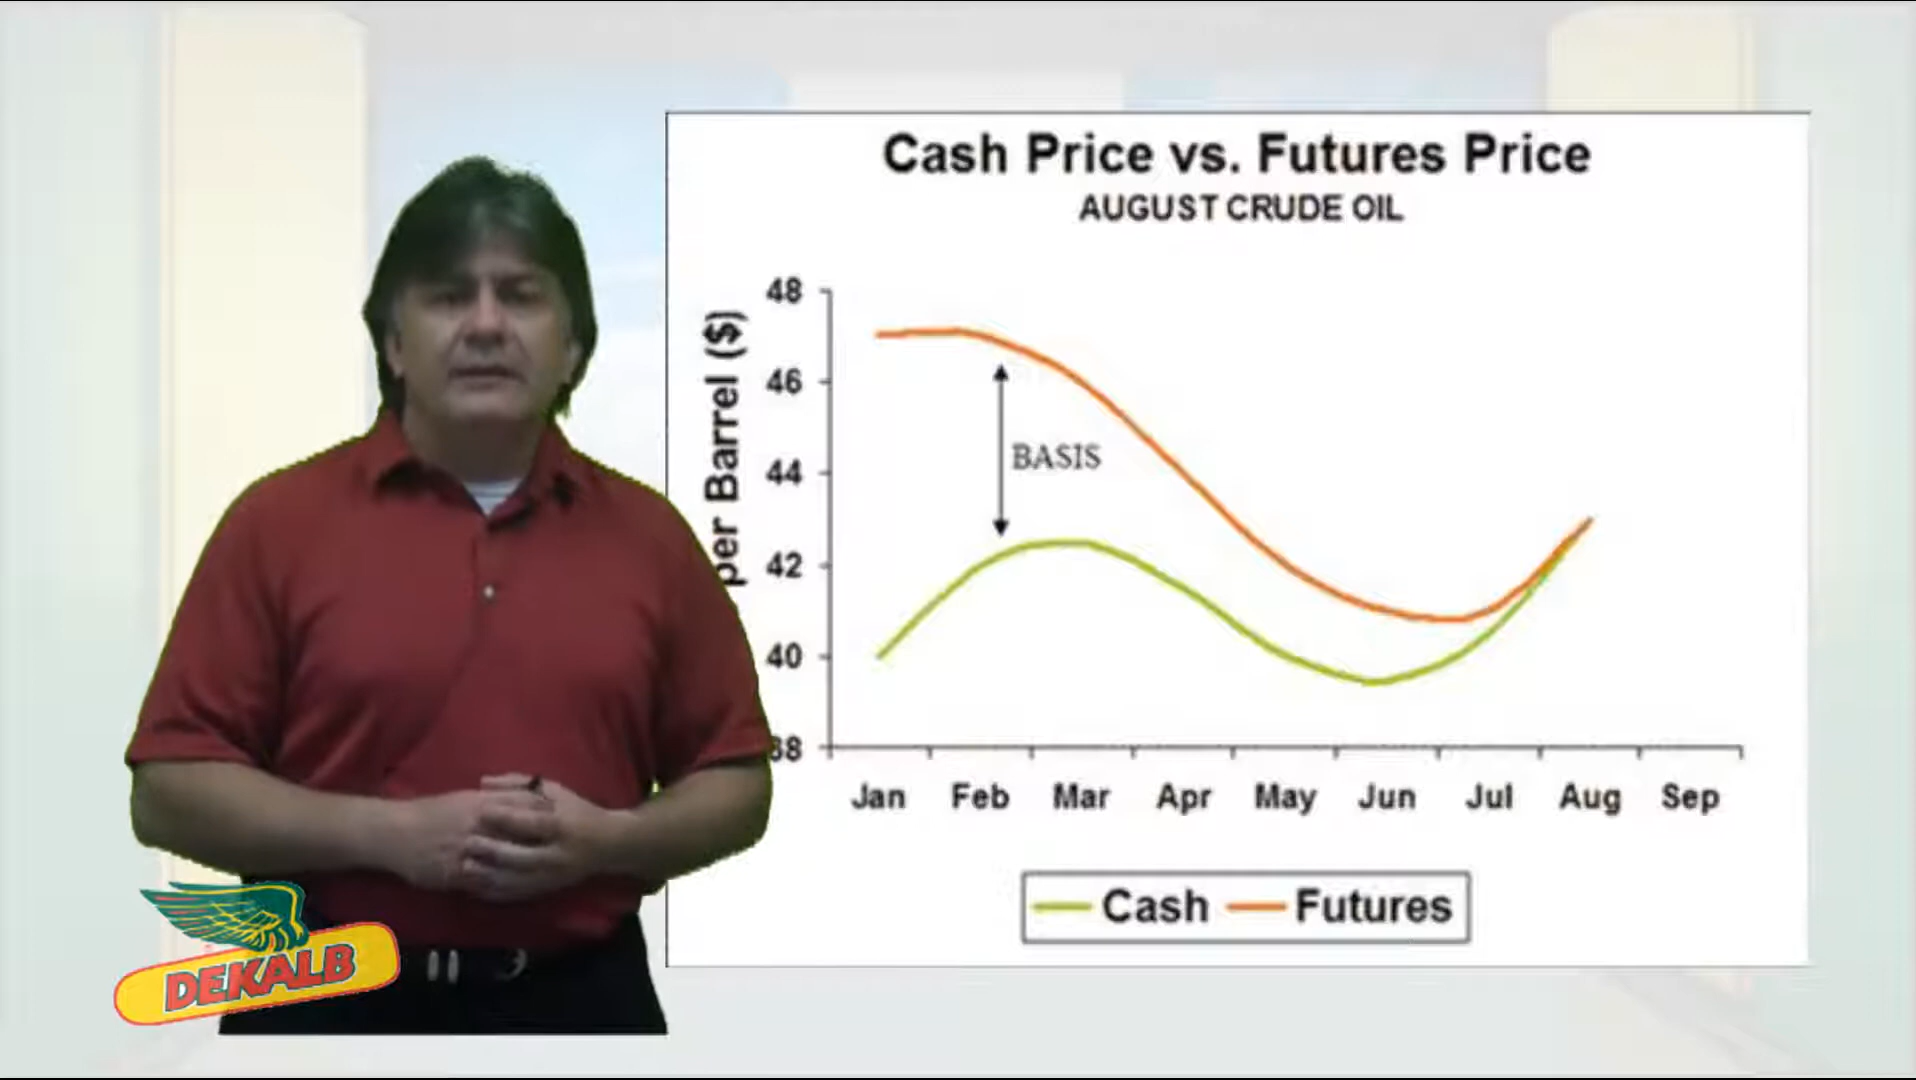 Cash Price vs. Futures Price
AUGUST CRUDE OIL
per Barrel ($)
48
46
44
42
40
38
BASIS
Jan Feb Mar Apr May Jun Jul Aug Sep
Cash Futures
DEKALB